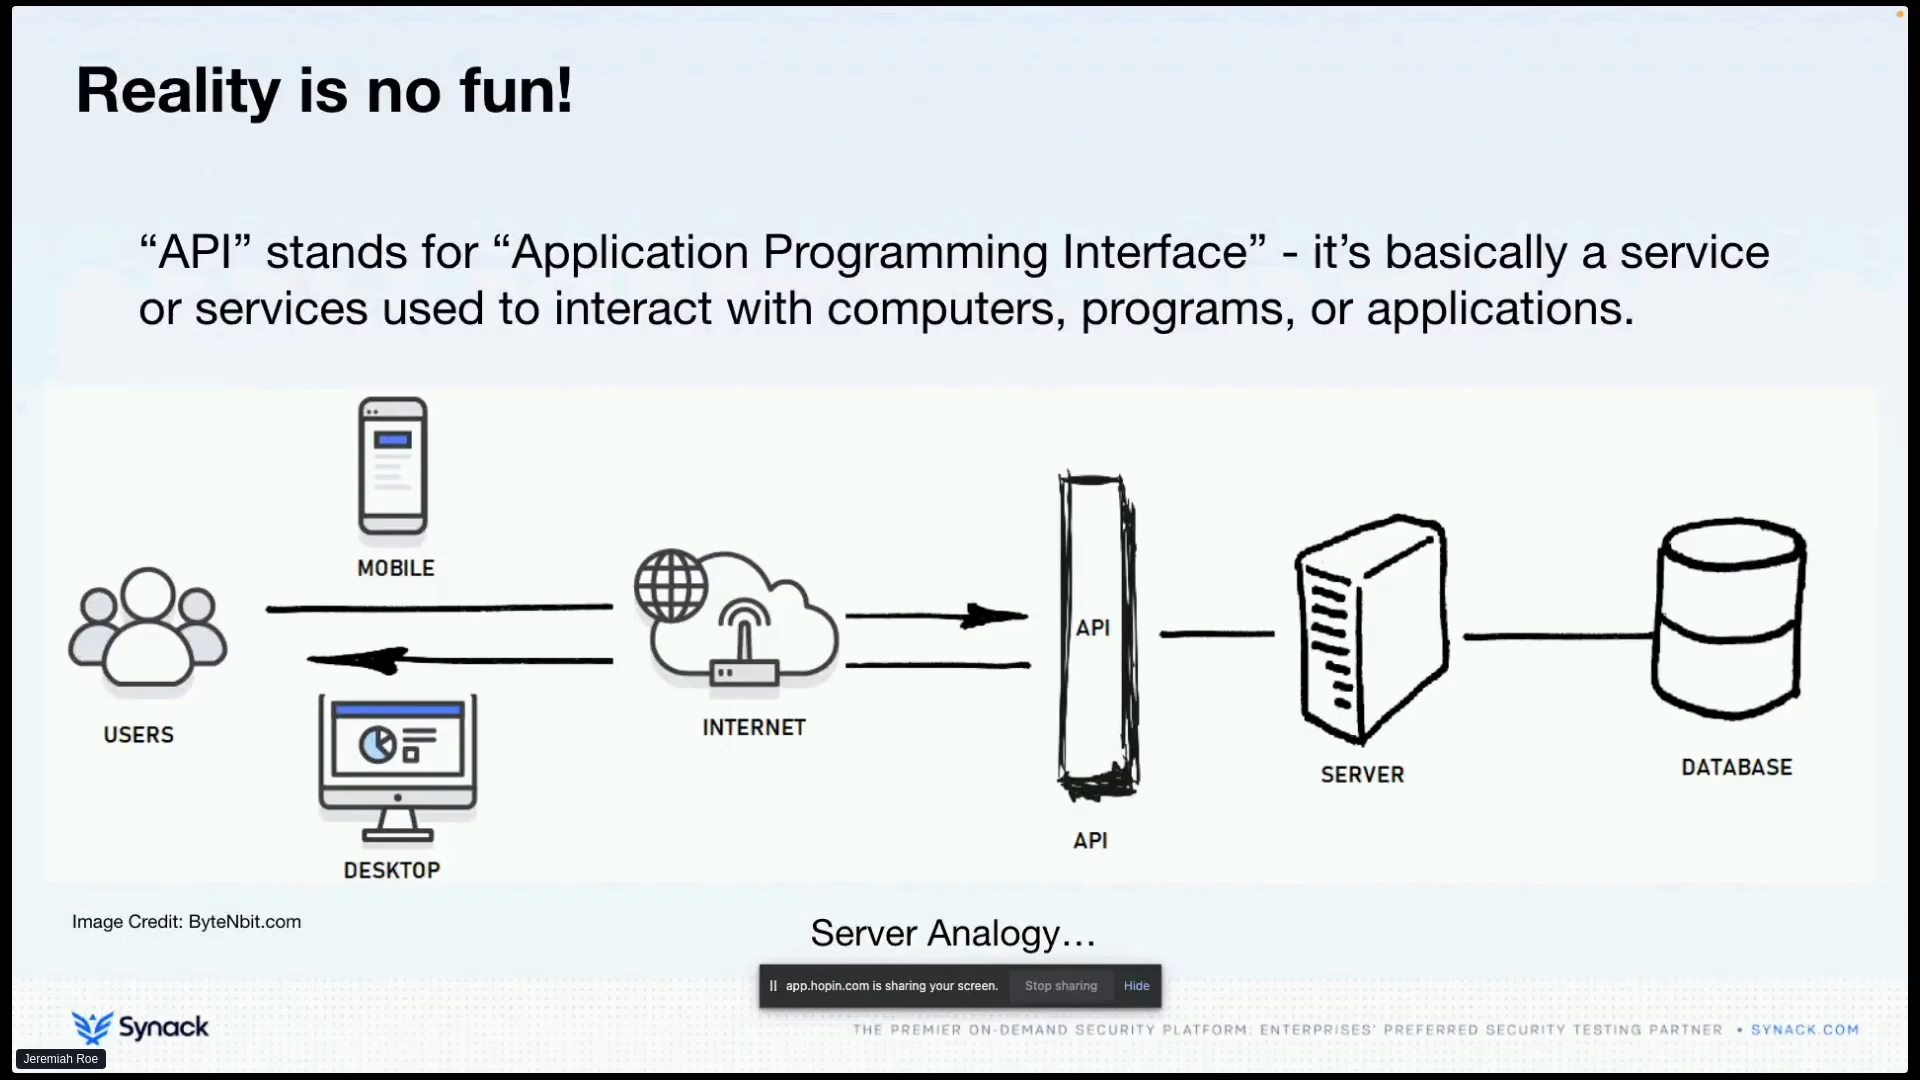 Reality is no fun!
“API” stands for “Application Programming Interface” - it’s basically a service
or services used to interact with computers, programs, or applications.
MOBILE
USERS
DESKTOP
INTERNET
API
API
SERVER
DATABASE
Image Credit: ByteNbit.com
Server Analogy…
app.hopin.com is sharing your screen. Stop sharing Hide
Synack
THE PREMIER ON-DEMAND SECURITY PLATFORM: ENTERPRISES’ PREFERRED SECURITY TESTING PARTNER • SYNACK.COM
Jeremiah Roe